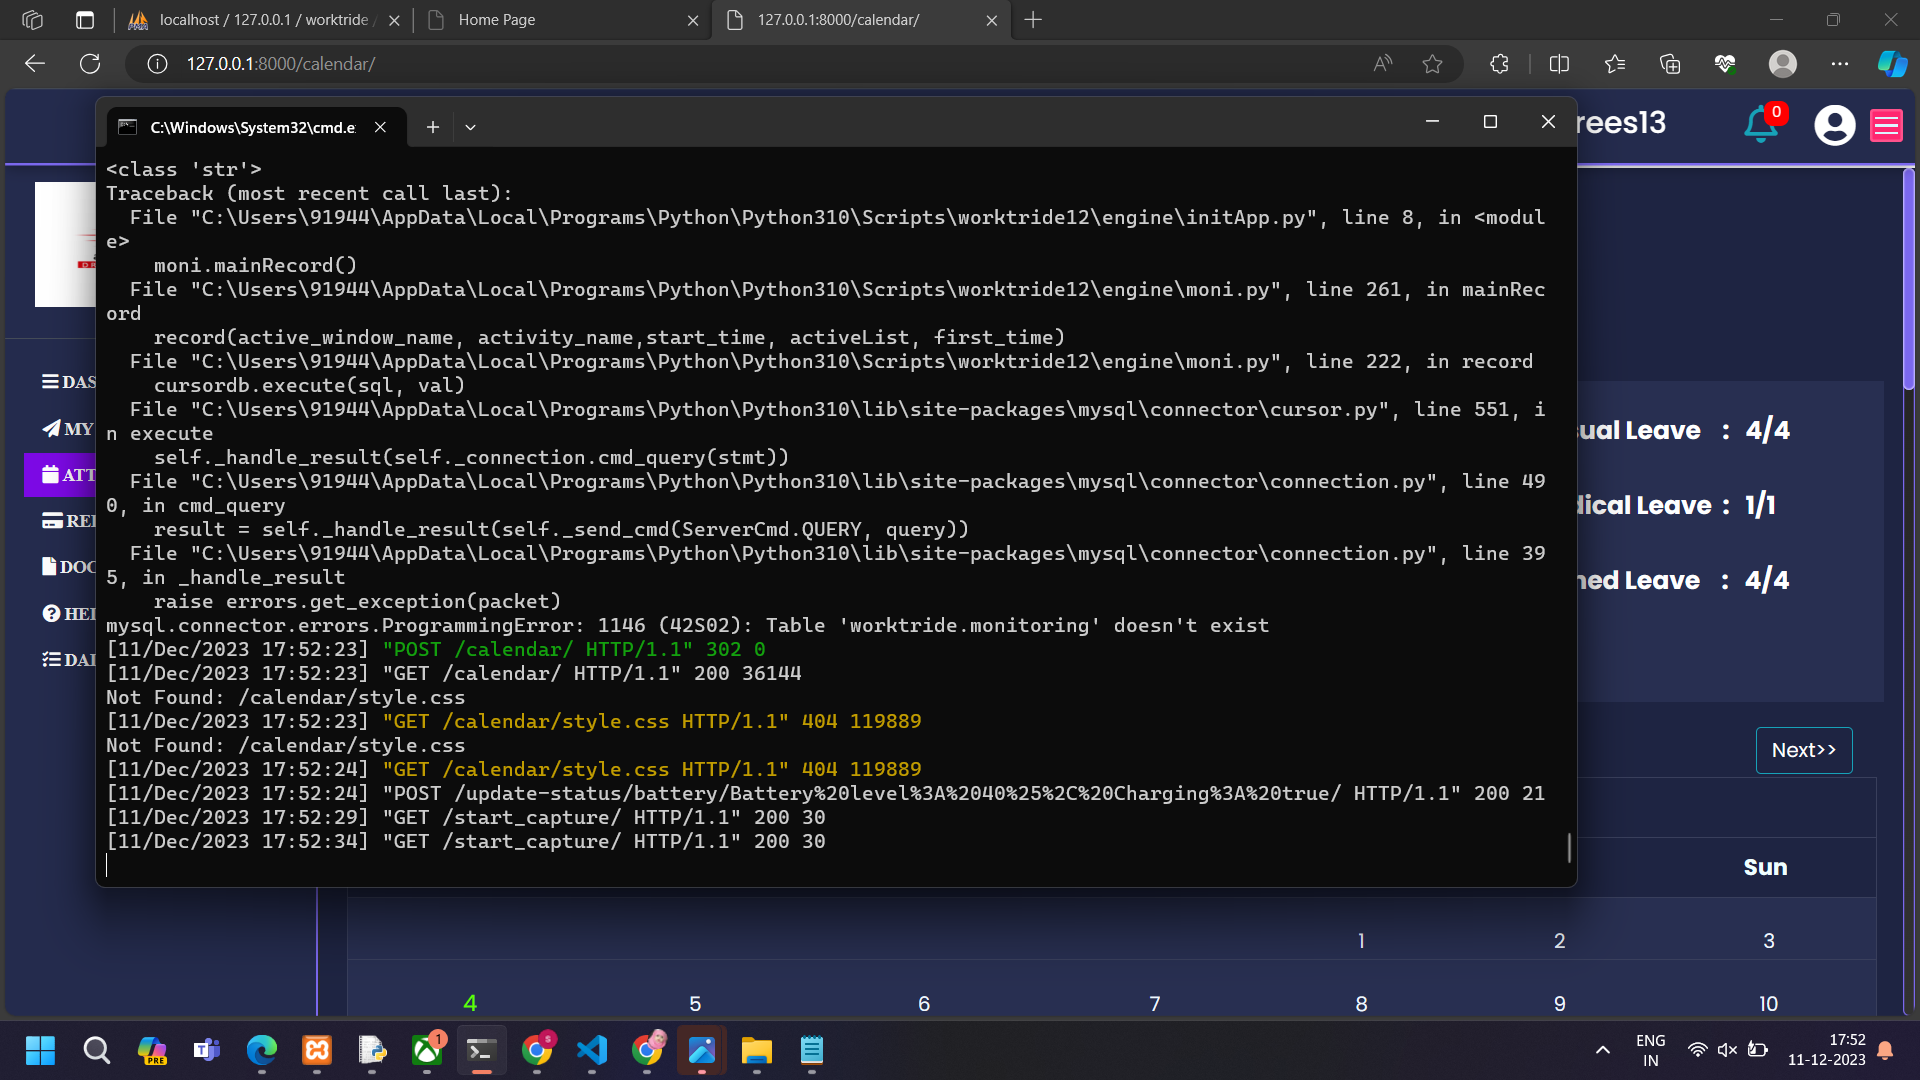 localhost / 127.0.0.1 / worktride /
Home Page
127.0.0.1:8000/calendar/
127.0.0.1:8000/calendar/
C:\Windows\System32\cmd.e
rees13
0
<class 'str'>
Traceback (most recent call last):
File "C:\Users\91944\AppData\Local\Programs\Python\Python310\Scripts\worktride12\engine\initApp.py", line 8, in <modul
e>
moni.mainRecord()
File "C:\Users\91944\AppData\Local\Programs\Python\Python310\Scripts\worktride12\engine\moni.py", line 261, in mainRec
ord
record(active_window_name, activity_name,start_time, activeList, first_time)
File "C:\Users\91944\AppData\Local\Programs\Python\Python310\Scripts\worktride12\engine\moni.py", line 222, in record
cursordb.execute(sql, val)
File "C:\Users\91944\AppData\Local\Programs\Python\Python310\lib\site-packages\mysql\connector\cursor.py", line 551, i
n execute
self._handle_result(self._connection.cmd_query(stmt))
File "C:\Users\91944\AppData\Local\Programs\Python\Python310\lib\site-packages\mysql\connector\connection.py", line 49
0, in cmd_query
result = self._handle_result(self._send_cmd(ServerCmd.QUERY, query))
File "C:\Users\91944\AppData\Local\Programs\Python\Python310\lib\site-packages\mysql\connector\connection.py", line 39
5, in _handle_result
raise errors.get_exception(packet)
mysql.connector.errors.ProgrammingError: 1146 (42S02): Table 'worktride.monitoring' doesn't exist
[11/Dec/2023 17:52:23] "POST /calendar/ HTTP/1.1" 302 0
[11/Dec/2023 17:52:23] "GET /calendar/ HTTP/1.1" 200 36144
Not Found: /calendar/style.css
[11/Dec/2023 17:52:23] "GET /calendar/style.css HTTP/1.1" 404 119889
Not Found: /calendar/style.css
[11/Dec/2023 17:52:24] "GET /calendar/style.css HTTP/1.1" 404 119889
[11/Dec/2023 17:52:24] "POST /update-status/battery/Battery%20level%3A%2040%25%2C%20Charging%3A%20true/ HTTP/1.1" 200 21
[11/Dec/2023 17:52:29] "GET /start_capture/ HTTP/1.1" 200 30
[11/Dec/2023 17:52:34] "GET /start_capture/ HTTP/1.1" 200 30
DAS
MY
ATT
DOC
DAI
sual Leave : 4/4
dical Leave : 1/1
ned Leave : 4/4
Next>>
Sun
1 2 3
4 5 6 7 8 9 10
PRE
1
ENG
IN
17:52
11-12-2023